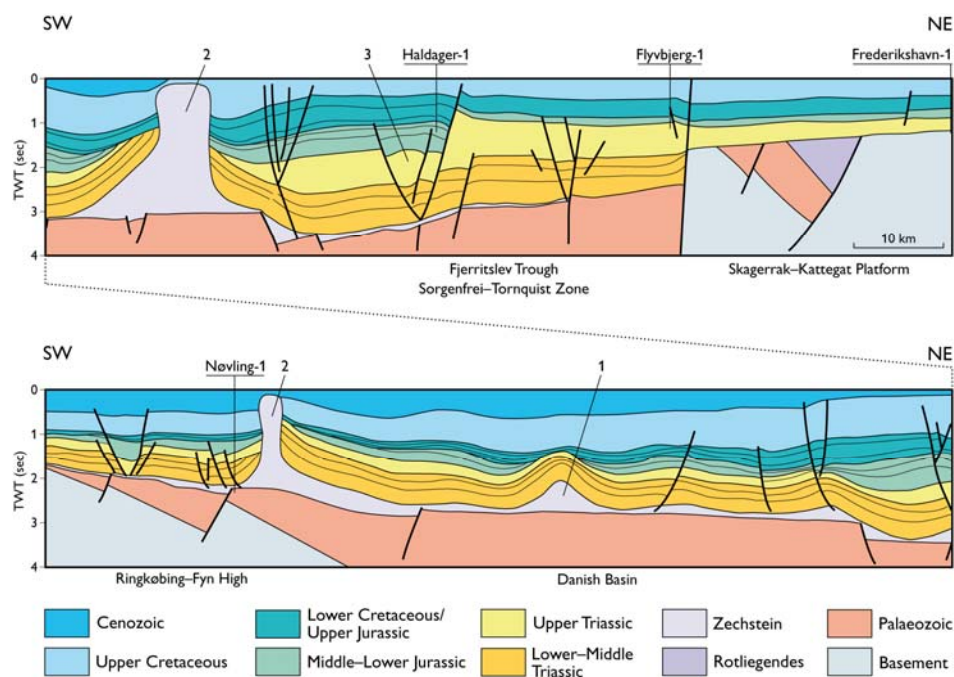 SW
NE
2
3
Haldager-1
Flyvbjerg-1
Frederikshavn-1
0
1
2
3
4
TWT (sec)
10 km
Fjerritslev Trough
Sorgenfrei–Tornquist Zone
Skagerrak–Kattegat Platform
SW
NE
Nøvling-1
2
1
0
1
2
3
4
TWT (sec)
Ringkøbing–Fyn High
Danish Basin
Cenozoic
Lower Cretaceous/
Upper Jurassic
Upper Triassic
Zechstein
Palaeozoic
Upper Cretaceous
Middle–Lower Jurassic
Lower–Middle
Triassic
Rotliegendes
Basement